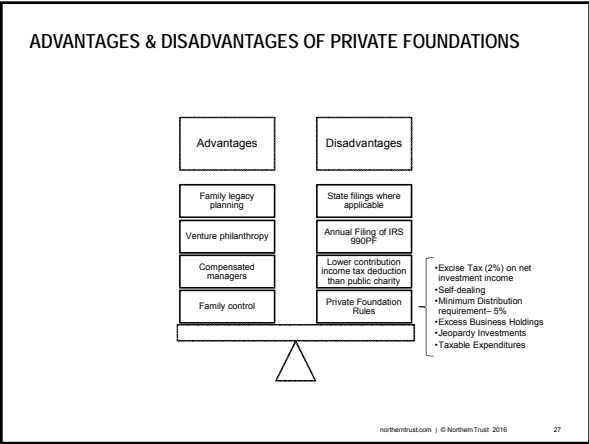 ADVANTAGES & DISADVANTAGES OF PRIVATE FOUNDATIONS
Advantages
Disadvantages
Family legacy
planning
State filings where
applicable
Venture philanthropy
Annual Filing of IRS
990PF
Compensated
managers
Lower contribution
income tax deduction
than public charity
Family control
Private Foundation
Rules
•Excise Tax (2%) on net
investment income
•Self-dealing
•Minimum Distribution
requirement– 5%
•Excess Business Holdings
•Jeopardy Investments
•Taxable Expenditures
northerntrust.com | © Northern Trust 2016
27